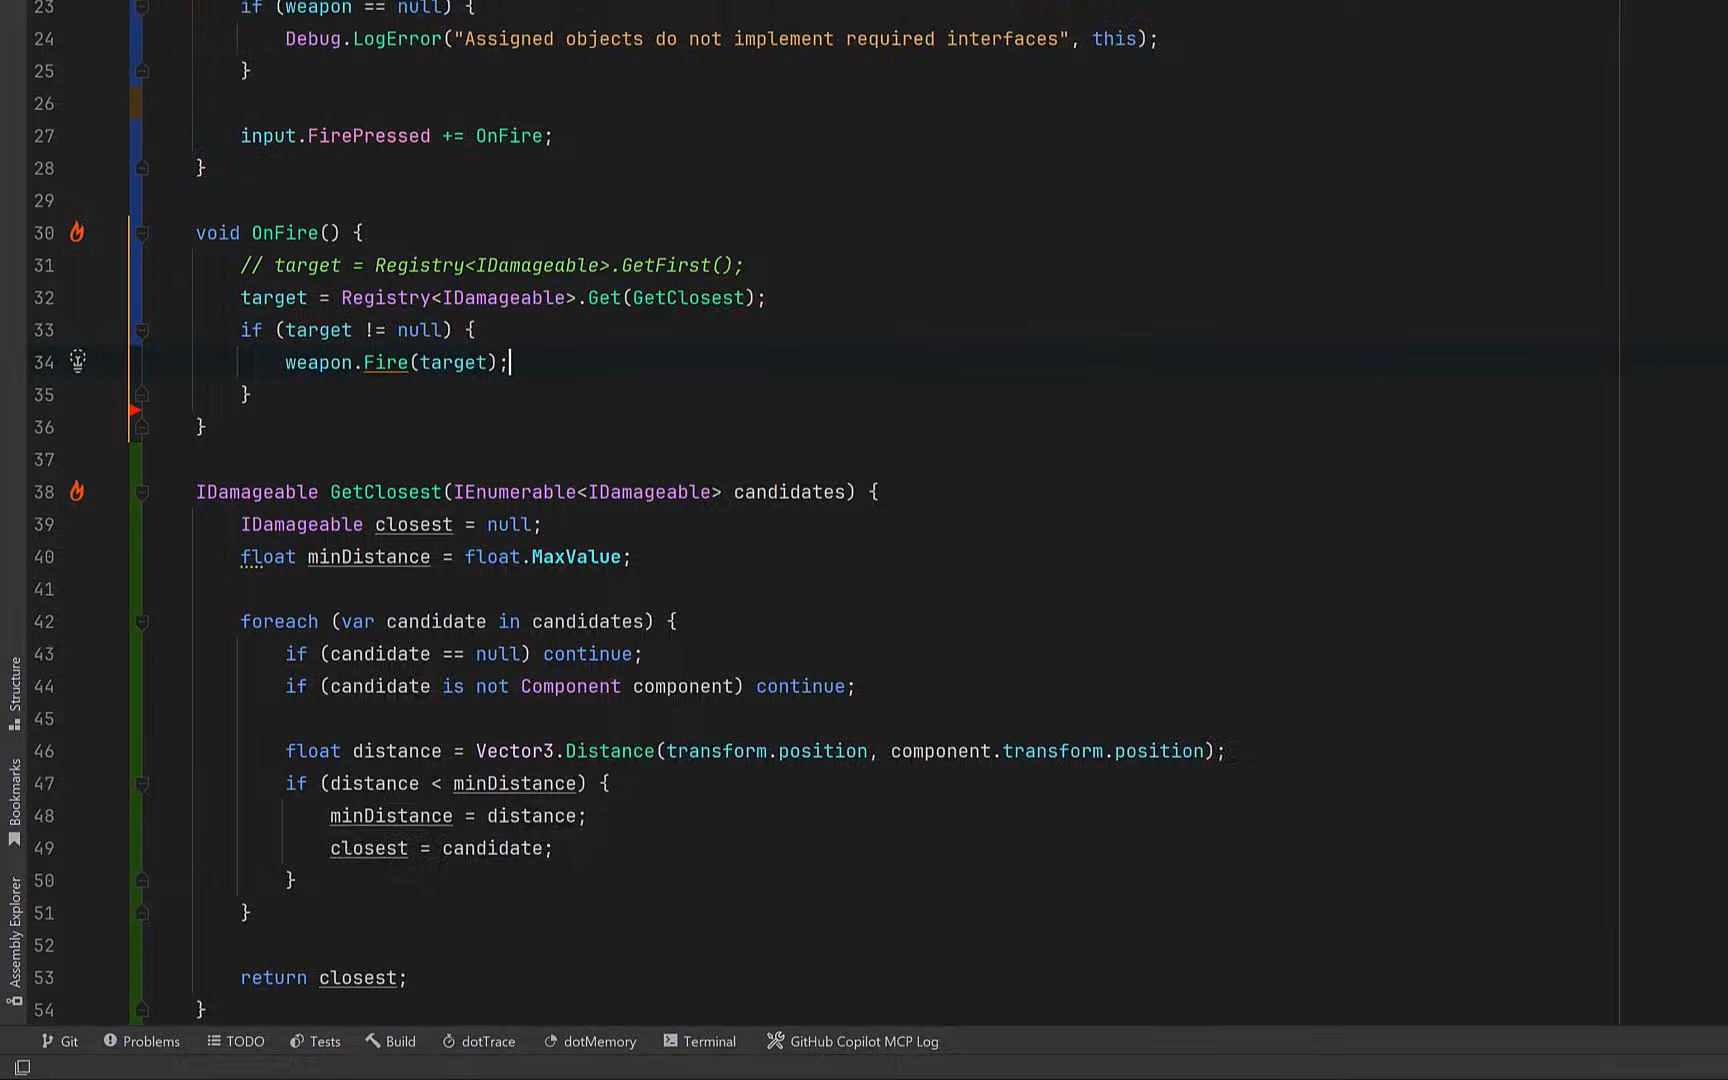 23 if (weapon == null) {
24 Debug.LogError("Assigned objects do not implement required interfaces", this);
25 }
26
27 input.FirePressed += OnFire;
28 }
29
30 void OnFire() {
31 // target = Registry<IDamageable>.GetFirst();
32 target = Registry<IDamageable>.Get(GetClosest);
33 if (target != null) {
34 weapon.Fire(target);
35 }
36 }
37
38 IDamageable GetClosest(IEnumerable<IDamageable> candidates) {
39 IDamageable closest = null;
40 float minDistance = float.MaxValue;
41
42 foreach (var candidate in candidates) {
43 if (candidate == null) continue;
44 if (candidate is not Component component) continue;
45
46 float distance = Vector3.Distance(transform.position, component.transform.position);
47 if (distance < minDistance) {
48 minDistance = distance;
49 closest = candidate;
50 }
51 }
52
53 return closest;
54 }
Structure
Bookmarks
Assembly Explorer
Git Problems TODO Tests Build dotTrace dotMemory Terminal GitHub Copilot MCP Log